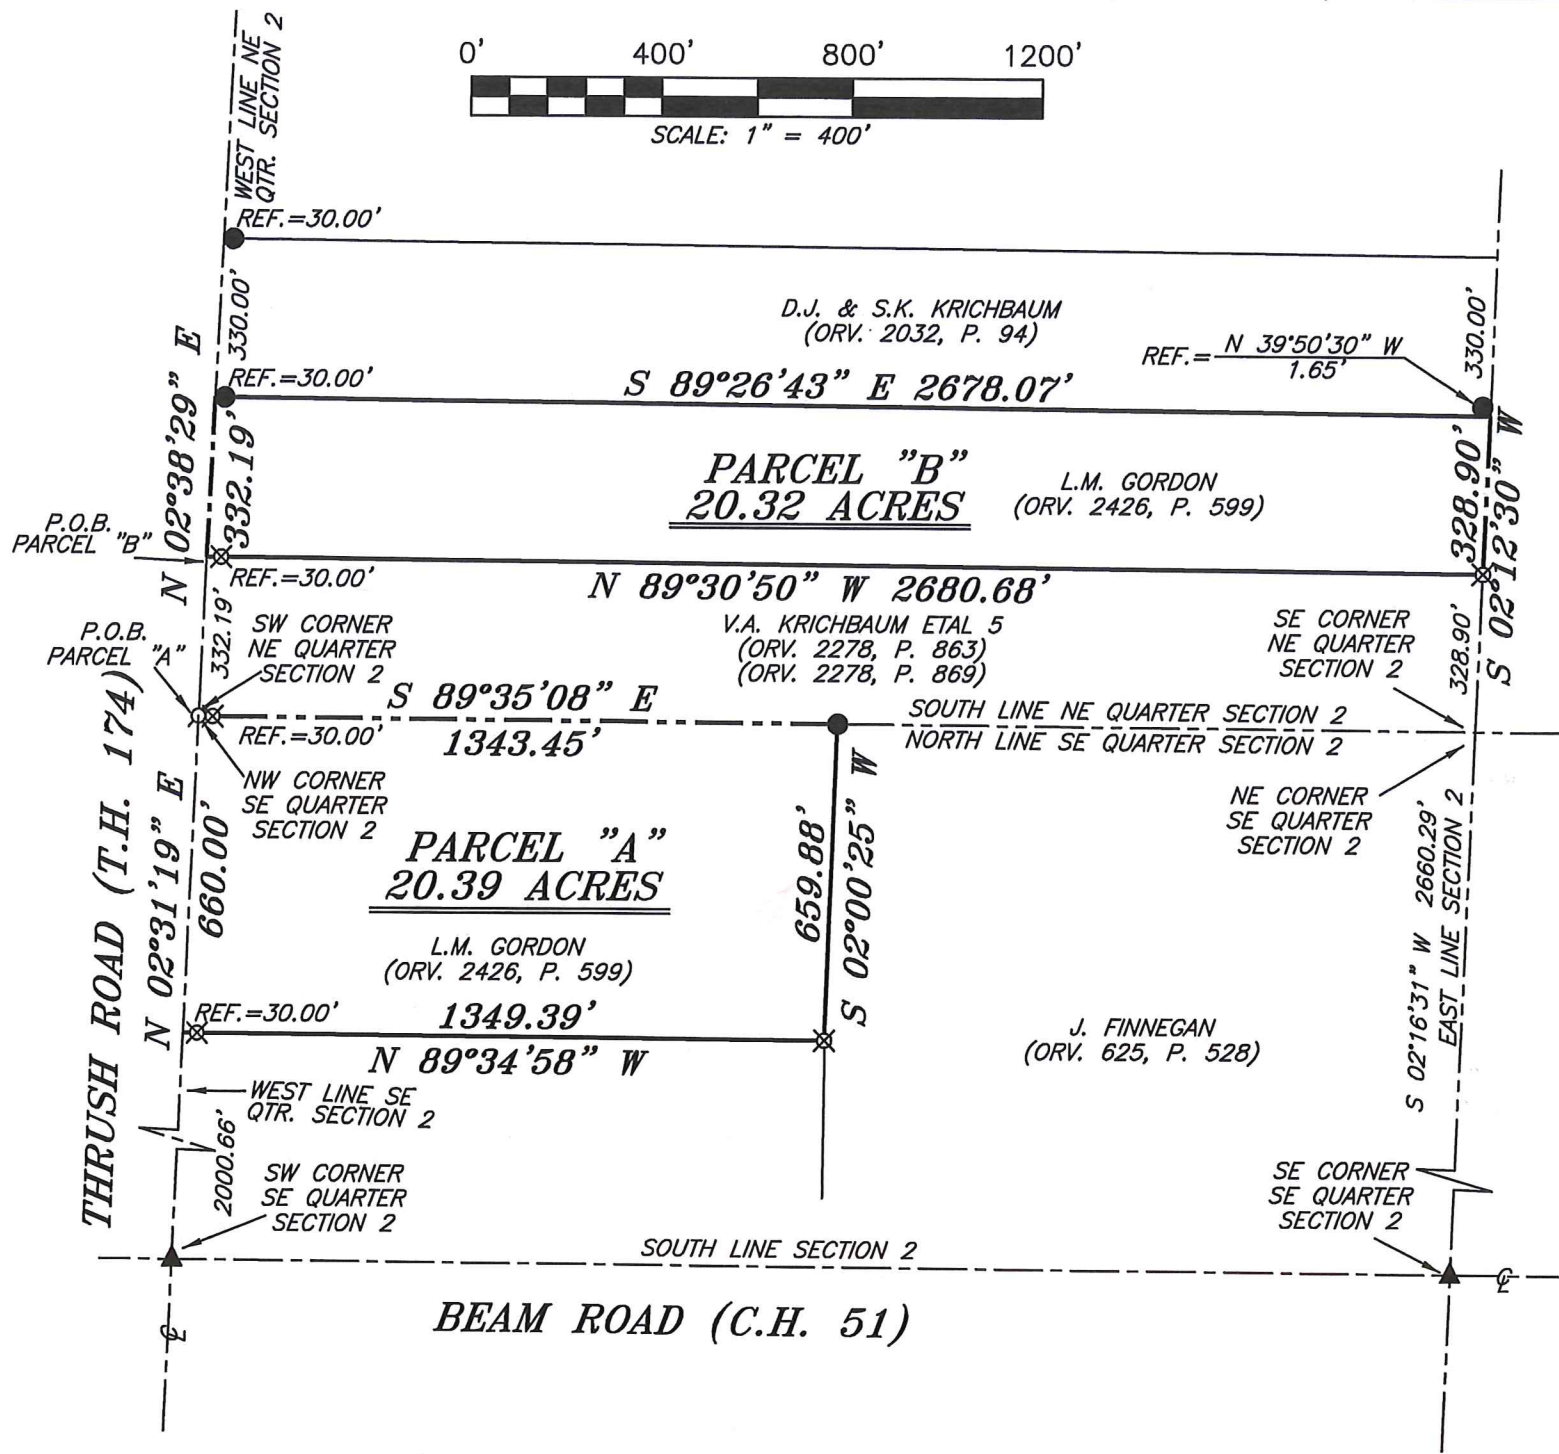 0' 400' 800' 1200'
SCALE: 1" = 400'
WEST LINE NE
QTR. SECTION 2
REF.=30.00'
330.00'
D.J. & S.K. KRICHBAUM
(ORV. 2032, P. 94)
REF.= N 39°50'30" W
1.65'
330.00'
REF.=30.00'
S 89°26'43" E 2678.07'
N 02°38'29" E
332.19'
PARCEL "B"
20.32 ACRES
L.M. GORDON
(ORV. 2426, P. 599)
328.90'
S 02°12'30" W
P.O.B.
PARCEL "B"
REF.=30.00'
N 89°30'50" W 2680.68'
332.19'
SW CORNER
NE QUARTER
SECTION 2
V.A. KRICHBAUM ETAL 5
(ORV. 2278, P. 863)
(ORV. 2278, P. 869)
SE CORNER
NE QUARTER
SECTION 2
328.90'
P.O.B.
PARCEL "A"
S 89°35'08" E
1343.45'
REF.=30.00'
SOUTH LINE NE QUARTER SECTION 2
NORTH LINE SE QUARTER SECTION 2
NW CORNER
SE QUARTER
SECTION 2
NE CORNER
SE QUARTER
SECTION 2
THRUSH ROAD (T.H. 174)
N 02°31'19" E
660.00'
PARCEL "A"
20.39 ACRES
L.M. GORDON
(ORV. 2426, P. 599)
659.88'
S 02°00'25" W
S 02°16'31" W 2660.29'
EAST LINE SECTION 2
REF.=30.00'
1349.39'
N 89°34'58" W
J. FINNEGAN
(ORV. 625, P. 528)
WEST LINE SE
QTR. SECTION 2
2000.66'
SW CORNER
SE QUARTER
SECTION 2
SE CORNER
SE QUARTER
SECTION 2
SOUTH LINE SECTION 2
℄
BEAM ROAD (C.H. 51)
℄